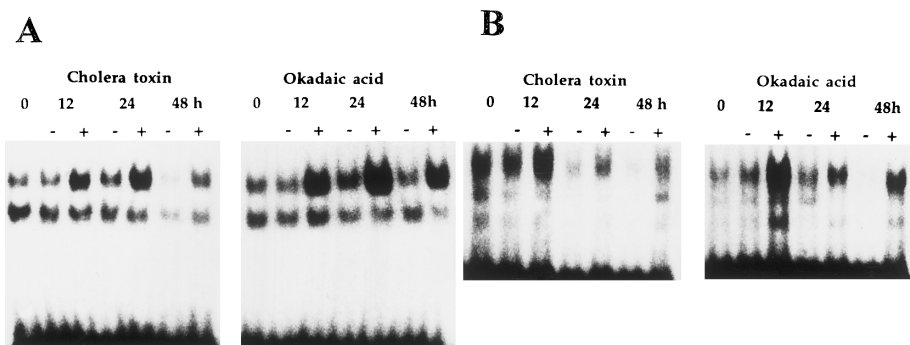 A
Cholera toxin
0 12 24 48 h
- + - + - +
Okadaic acid
0 12 24 48h
- + - + - +
B
Cholera toxin
0 12 24 48 h
- + - + - +
Okadaic acid
0 12 24 48h
- + - + - +